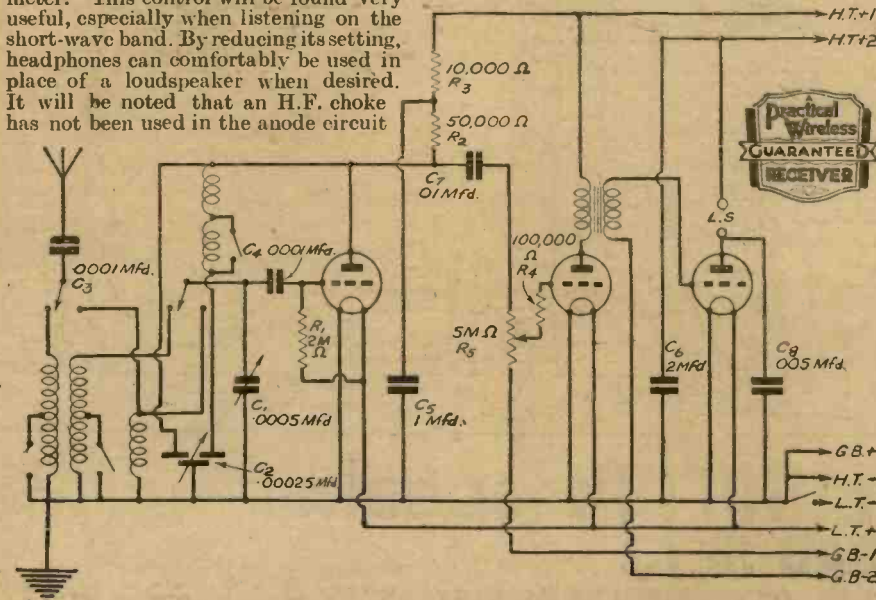 meter. This control will be found very
useful, especially when listening on the
short-wave band. By reducing its setting,
headphones can comfortably be used in
place of a loudspeaker when desired.
It will be noted that an H.F. choke
has not been used in the anode circuit
H.T.+1
H.T.+2
10,000 Ω
R3
50,000 Ω
R2
Practical
Wireless
GUARANTEED
RECEIVER
C7
.01 Mfd.
L.S
.0001 Mfd.
C3
C4 .0001 Mfd.
100,000
Ω
R4
R1
2M
Ω
C1
.0005 Mfd
C5
1 Mfd.
.5MΩ
R5
C6
2 Mfd
C8
.005 Mfd.
C2
.00025 Mfd.
G.B.+
H.T.-
L.T.-
L.T.+
G.B.-1
G.B-2